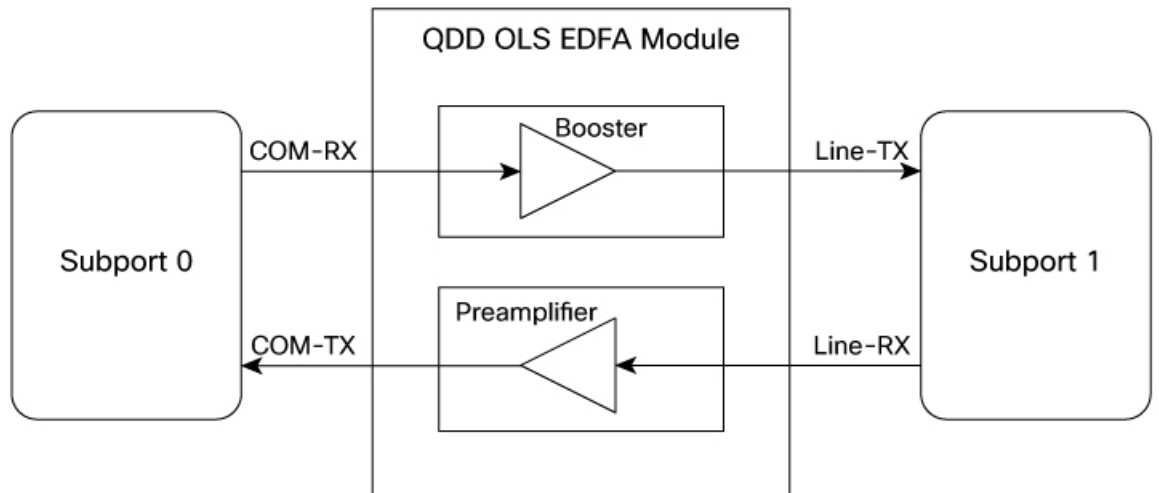 QDD OLS EDFA Module
Booster
COM-RX
Line-TX
Subport 0
Subport 1
Preamplifier
COM-TX
Line-RX